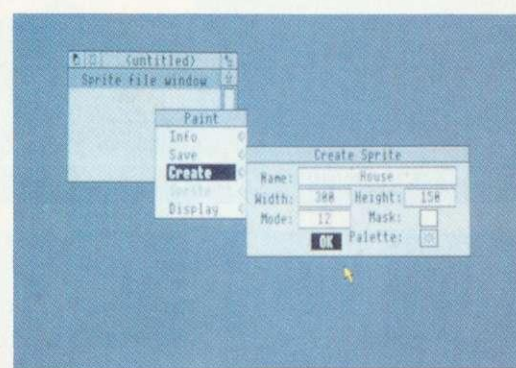 (untitled)
Sprite file window
Paint
Info
Save
Create
Sprite
Display
Create Sprite
Name: House
Width: 300 Height: 150
Mode: 12 Mask:
OK Palette: